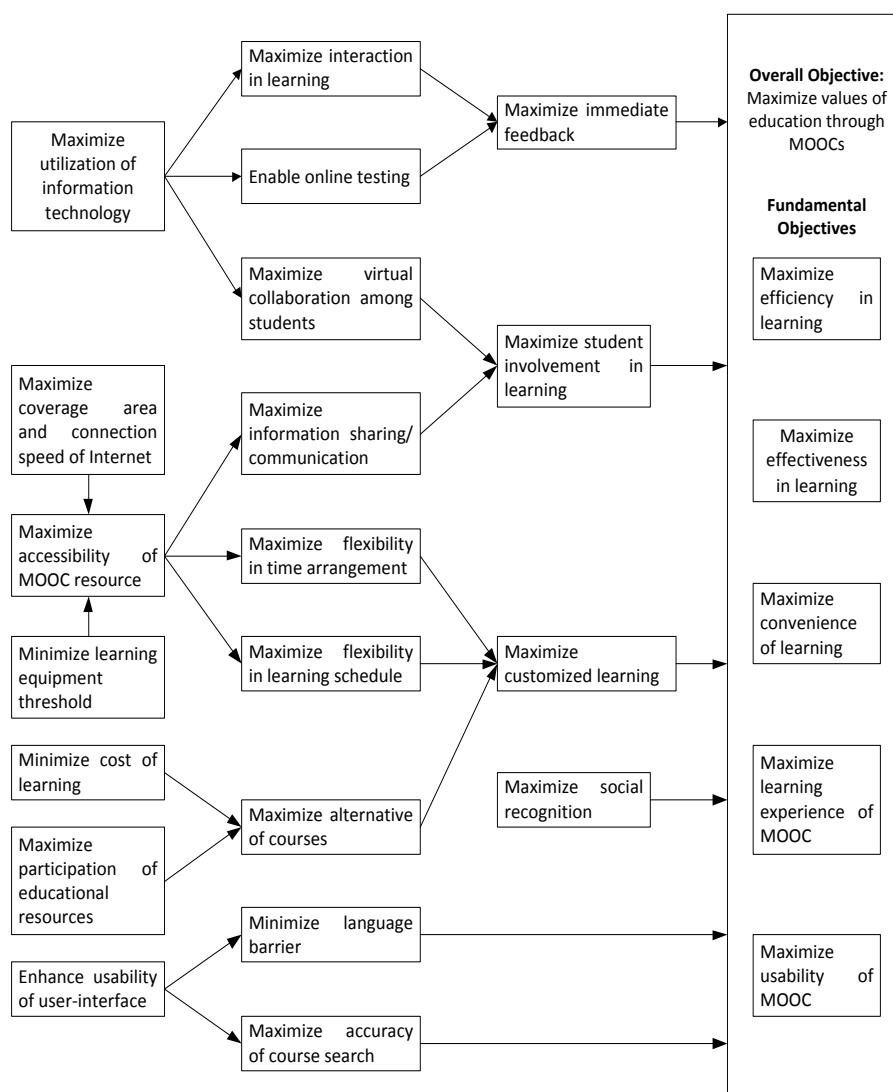 Maximize
utilization of
information
technology
Maximize
coverage area
and connection
speed of Internet
Maximize
accessibility of
MOOC resource
Minimize learning
equipment
threshold
Minimize cost of
learning
Maximize
participation of
educational
resources
Enhance usability
of user-interface
Maximize interaction
in learning
Enable online testing
Maximize virtual
collaboration among
students
Maximize
information sharing/
communication
Maximize flexibility
in time arrangement
Maximize flexibility
in learning schedule
Maximize alternative
of courses
Minimize language
barrier
Maximize accuracy
of course search
Maximize immediate
feedback
Maximize student
involvement in
learning
Maximize
customized learning
Maximize social
recognition
Overall Objective:
Maximize values of
education through
MOOCs
Fundamental
Objectives
Maximize
efficiency in
learning
Maximize
effectiveness
in learning
Maximize
convenience of
learning
Maximize
learning
experience of
MOOC
Maximize
usability of
MOOC